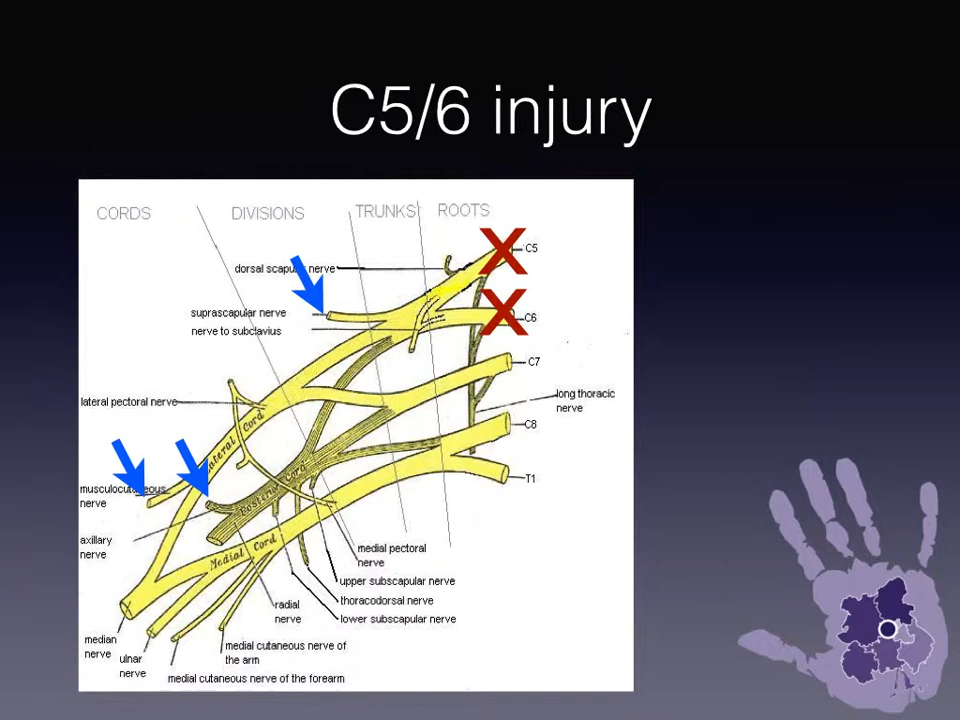 C5/6 injury
CORDS
DIVISIONS
TRUNKS
ROOTS
C5
dorsal scapular nerve
suprascapular nerve
C6
nerve to subclavius
C7
long thoracic
nerve
lateral pectoral nerve
Lateral Cord
C8
T1
musculocutaneous
nerve
Posterior Cord
axillary
nerve
Medial Cord
medial pectoral
nerve
upper subscapular nerve
thoracodorsal nerve
radial
nerve
lower subscapular nerve
median
nerve
ulnar
nerve
medial cutaneous nerve of
the arm
medial cutaneous nerve of the forearm